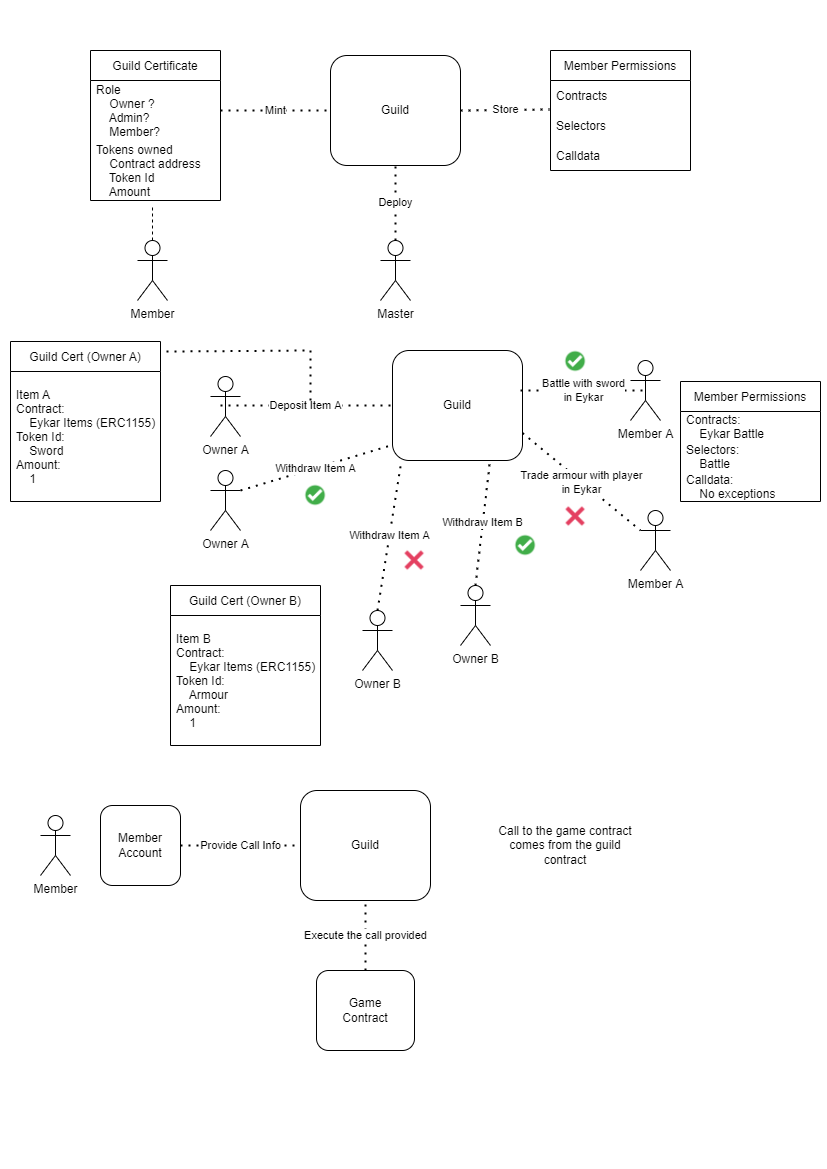 Guild Certificate
Role
Owner ?
Admin?
Member?
Tokens owned
Contract address
Token Id
Amount
Mint
Guild
Store
Member Permissions
Contracts
Selectors
Calldata
Deploy
Member
Master
Guild Cert (Owner A)
Item A
Contract:
Eykar Items (ERC1155)
Token Id:
Sword
Amount:
1
Deposit Item A
Owner A
Withdraw Item A
Owner A
Guild
Battle with sword
in Eykar
Member A
Member Permissions
Contracts:
Eykar Battle
Selectors:
Battle
Calldata:
No exceptions
Trade armour with player
in Eykar
Member A
Withdraw Item A
Owner B
Withdraw Item B
Owner B
Guild Cert (Owner B)
Item B
Contract:
Eykar Items (ERC1155)
Token Id:
Armour
Amount:
1
Member
Member
Account
Provide Call Info
Guild
Call to the game contract
comes from the guild
contract
Execute the call provided
Game
Contract